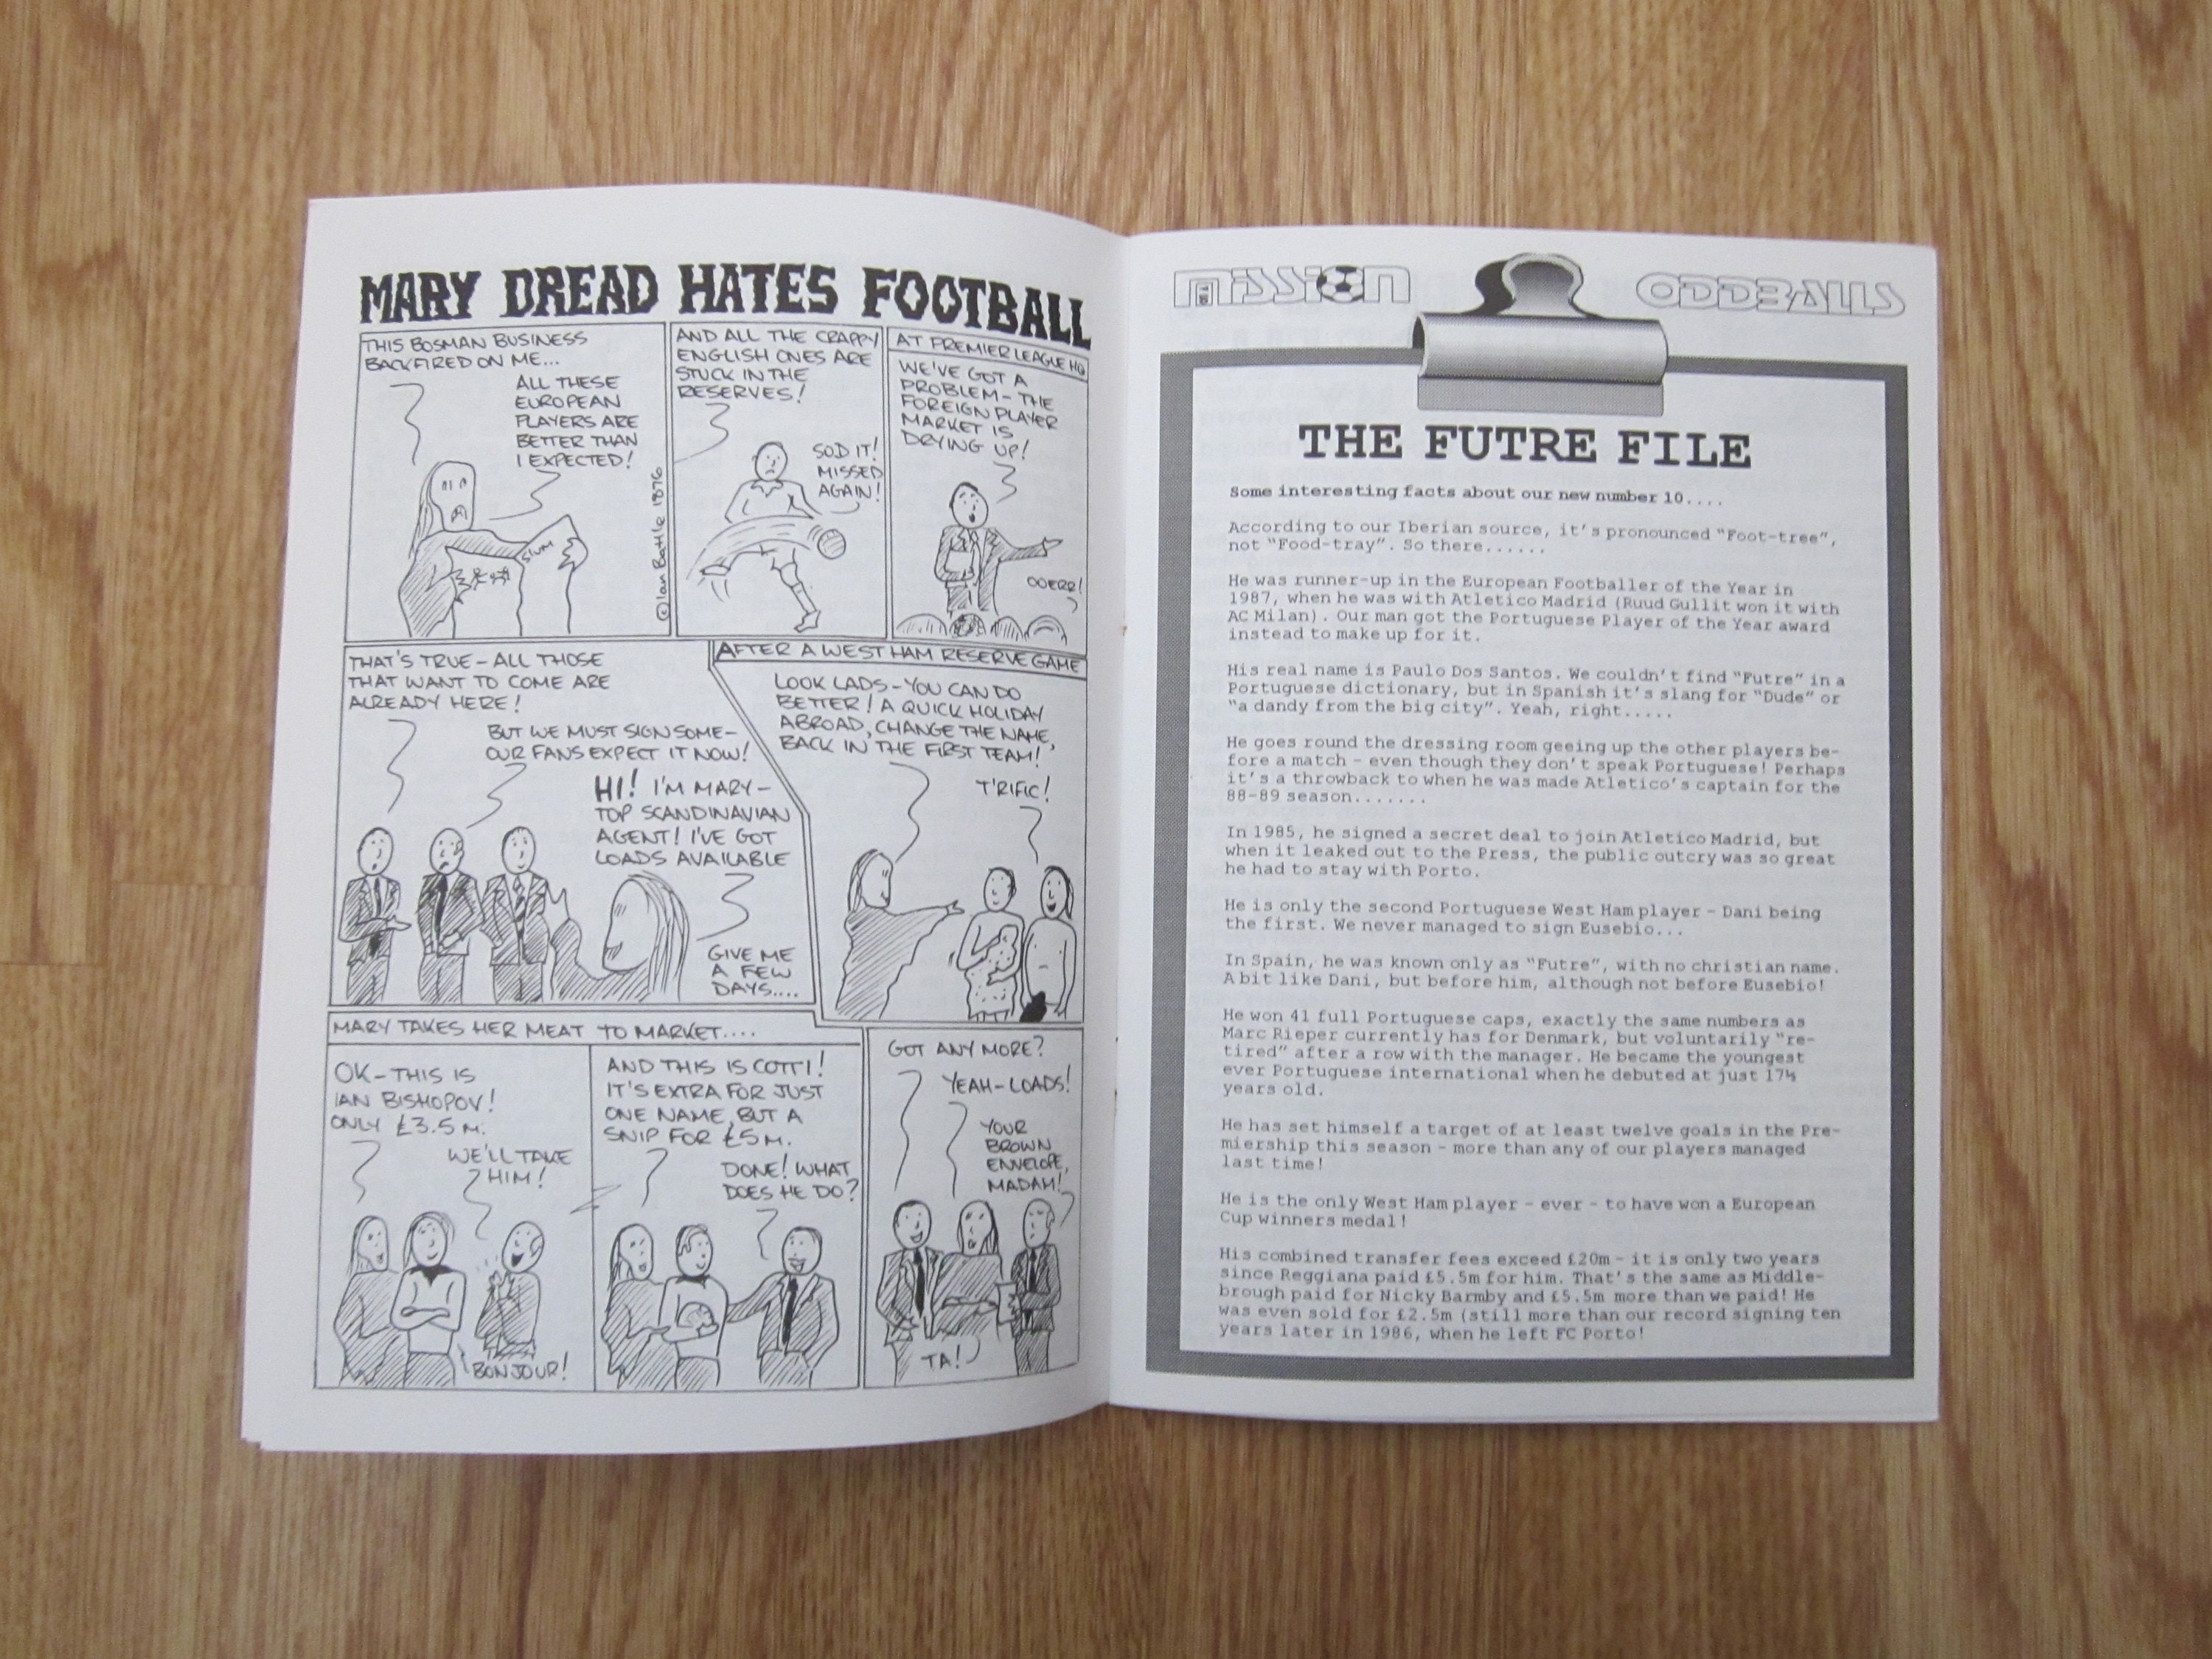 MARY DREAD HATES FOOTBALL
THIS BOSMAN BUSINESS
BACKFIRED ON ME...
ALL THESE
EUROPEAN
PLAYERS ARE
BETTER THAN
I EXPECTED!
SLUM
© Ian Battle 1876
AND ALL THE CRAPPY
ENGLISH ONES ARE
STUCK IN THE
RESERVES!
SOD IT!
MISSED
AGAIN!
AT PREMIER LEAGUE HQ
WE'VE GOT A
PROBLEM - THE
FOREIGN PLAYER
MARKET IS
DRYING UP!
OOERR!
THAT'S TRUE - ALL THOSE
THAT WANT TO COME ARE
ALREADY HERE!
BUT WE MUST SIGN SOME -
OUR FANS EXPECT IT NOW!
HI! I'M MARY -
TOP SCANDINAVIAN
AGENT! I'VE GOT
LOADS AVAILABLE
GIVE ME
A FEW
DAYS....
AFTER A WEST HAM RESERVE GAME
LOOK LADS - YOU CAN DO
BETTER! A QUICK HOLIDAY
ABROAD, CHANGE THE NAME,
BACK IN THE FIRST TEAM!
T'RIFIC!
MARY TAKES HER MEAT TO MARKET....
OK - THIS IS
IAN BISHOPOV!
ONLY £3.5M.
WE'LL TAKE
HIM!
BONJOUR!
AND THIS IS COTTI!
IT'S EXTRA FOR JUST
ONE NAME, BUT A
SNIP FOR £5M.
DONE! WHAT
DOES HE DO?
GOT ANY MORE?
YEAH - LOADS!
YOUR
BROWN
ENVELOPE,
MADAM!
TA!
MISSION ODDBALLS
THE FUTRE FILE
Some interesting facts about our new number 10....
According to our Iberian source, it's pronounced "Foot-tree",
not "Food-tray". So there......
He was runner-up in the European Footballer of the Year in
1987, when he was with Atletico Madrid (Ruud Gullit won it with
AC Milan). Our man got the Portuguese Player of the Year award
instead to make up for it.
His real name is Paulo Dos Santos. We couldn't find "Futre" in a
Portuguese dictionary, but in Spanish it's slang for "Dude" or
"a dandy from the big city". Yeah, right.....
He goes round the dressing room geeing up the other players be-
fore a match - even though they don't speak Portuguese! Perhaps
it's a throwback to when he was made Atletico's captain for the
88-89 season.......
In 1985, he signed a secret deal to join Atletico Madrid, but
when it leaked out to the Press, the public outcry was so great
he had to stay with Porto.
He is only the second Portuguese West Ham player - Dani being
the first. We never managed to sign Eusebio...
In Spain, he was known only as "Futre", with no christian name.
A bit like Dani, but before him, although not before Eusebio!
He won 41 full Portuguese caps, exactly the same numbers as
Marc Rieper currently has for Denmark, but voluntarily "re-
tired" after a row with the manager. He became the youngest
ever Portuguese international when he debuted at just 17½
years old.
He has set himself a target of at least twelve goals in the Pre-
miership this season - more than any of our players managed
last time!
He is the only West Ham player - ever - to have won a European
Cup winners medal!
His combined transfer fees exceed £20m - it is only two years
since Reggiana paid £5.5m for him. That's the same as Middle-
brough paid for Nicky Barmby and £5.5m more than we paid! He
was even sold for £2.5m (still more than our record signing ten
years later in 1986, when he left FC Porto!